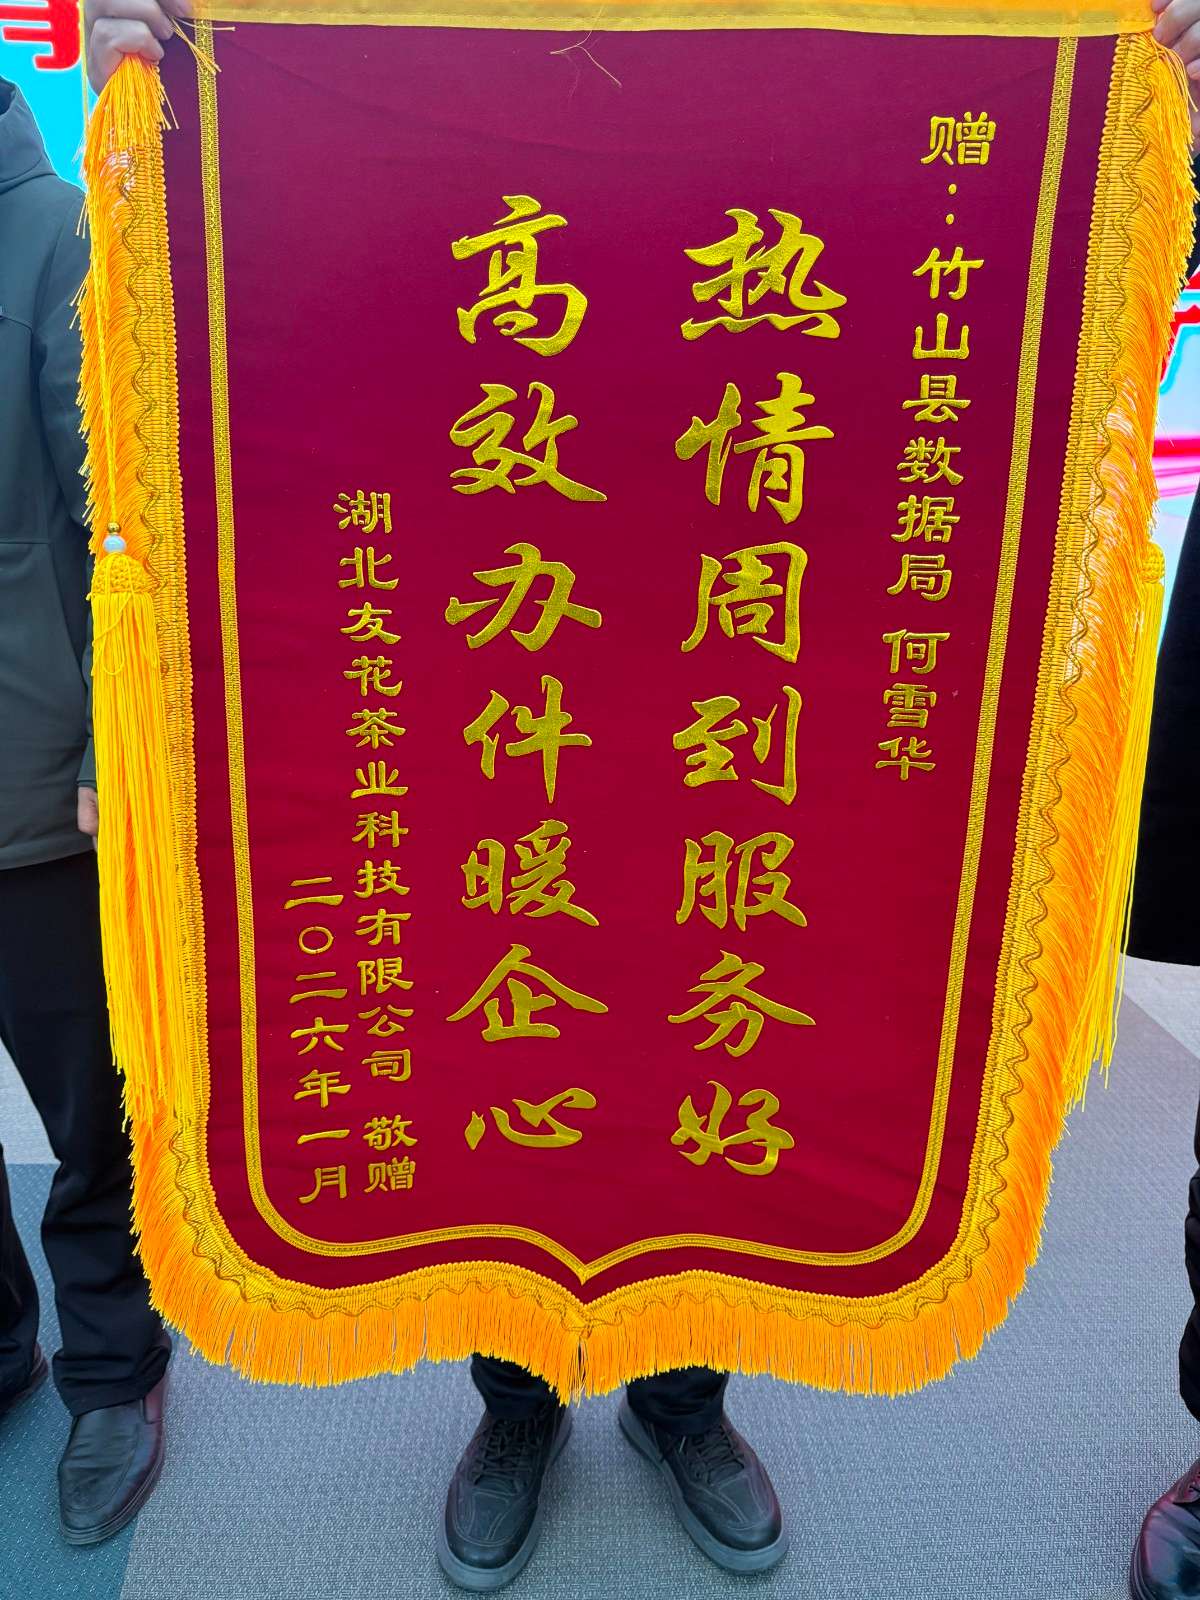 赠：竹山县数据局 何雪华
热情周到服务好
高效办件暖企心
湖北友花茶业科技有限公司 敬赠
二〇二六年一月